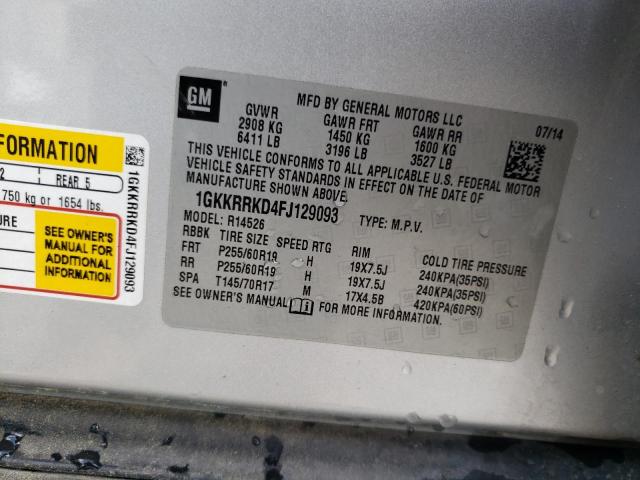 GM
MFD BY GENERAL MOTORS LLC
07/14
GVWR GAWR FRT GAWR RR
2908 KG 1450 KG 1600 KG
6411 LB 3196 LB 3527 LB
THIS VEHICLE CONFORMS TO ALL APPLICABLE U.S. FEDERAL MOTOR
VEHICLE SAFETY STANDARDS IN EFFECT ON THE DATE OF
MANUFACTURE SHOWN ABOVE.
1GKKRRKD4FJ129093
TYPE: M.P.V.
MODEL: R14526
RBBK TIRE SIZE SPEED RTG RIM COLD TIRE PRESSURE
FRT P255/60R19 H 19X7.5J 240KPA(35PSI)
RR P255/60R19 H 19X7.5J 240KPA(35PSI)
SPA T145/70R17 M 17X4.5B 420KPA(60PSI)
SEE OWNER'S MANUAL FOR MORE INFORMATION.
FORMATION
2 REAR 5
750 kg or 1654 lbs.
SEE OWNER'S
MANUAL FOR
ADDITIONAL
INFORMATION
1GKKRRKD4FJ129093